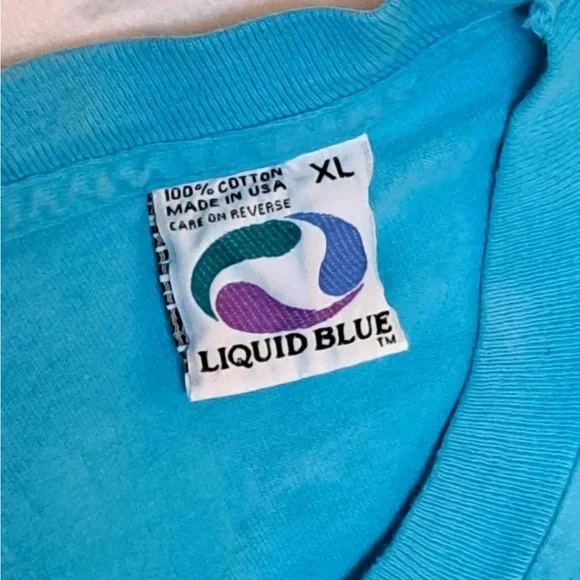 100% COTTON XL
MADE IN USA
CARE ON REVERSE
LIQUID BLUE
TM